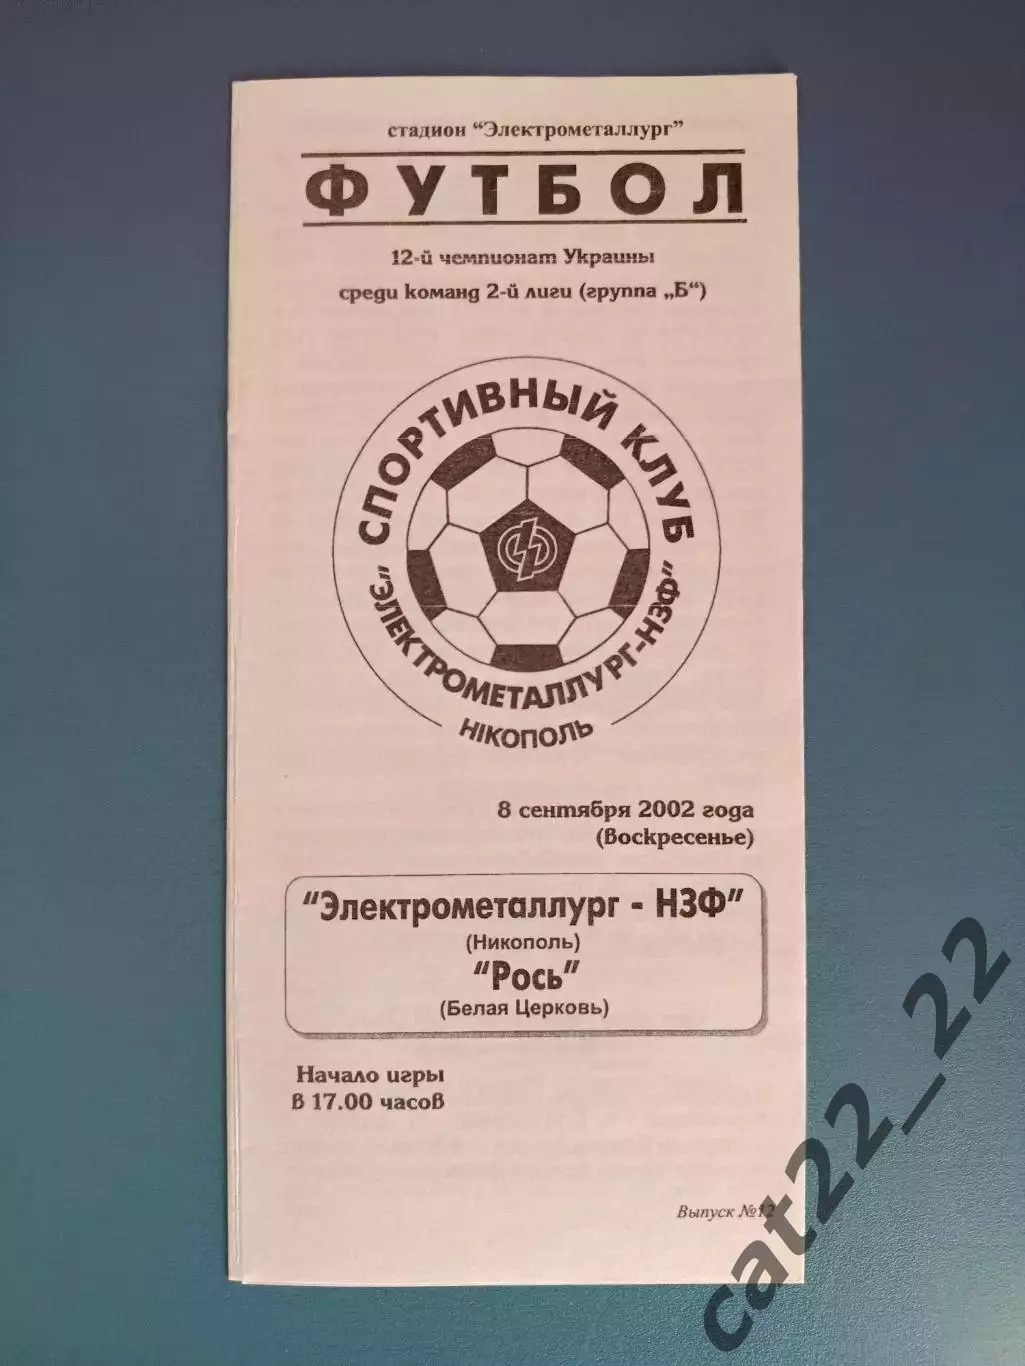 стадион “Электрометаллург”
ФУТБОЛ
12-й чемпионат Украины
среди команд 2-й лиги (группа „Б“)
СПОРТИВНЫЙ КЛУБ
"ЭЛЕКТРОМЕТАЛЛУРГ-НЗФ"
НІКОПОЛЬ
8 сентября 2002 года
(Воскресенье)
"Электрометаллург - НЗФ"
(Никополь)
"Рось"
(Белая Церковь)
Начало игры
в 17.00 часов
Выпуск №12
cat22_22